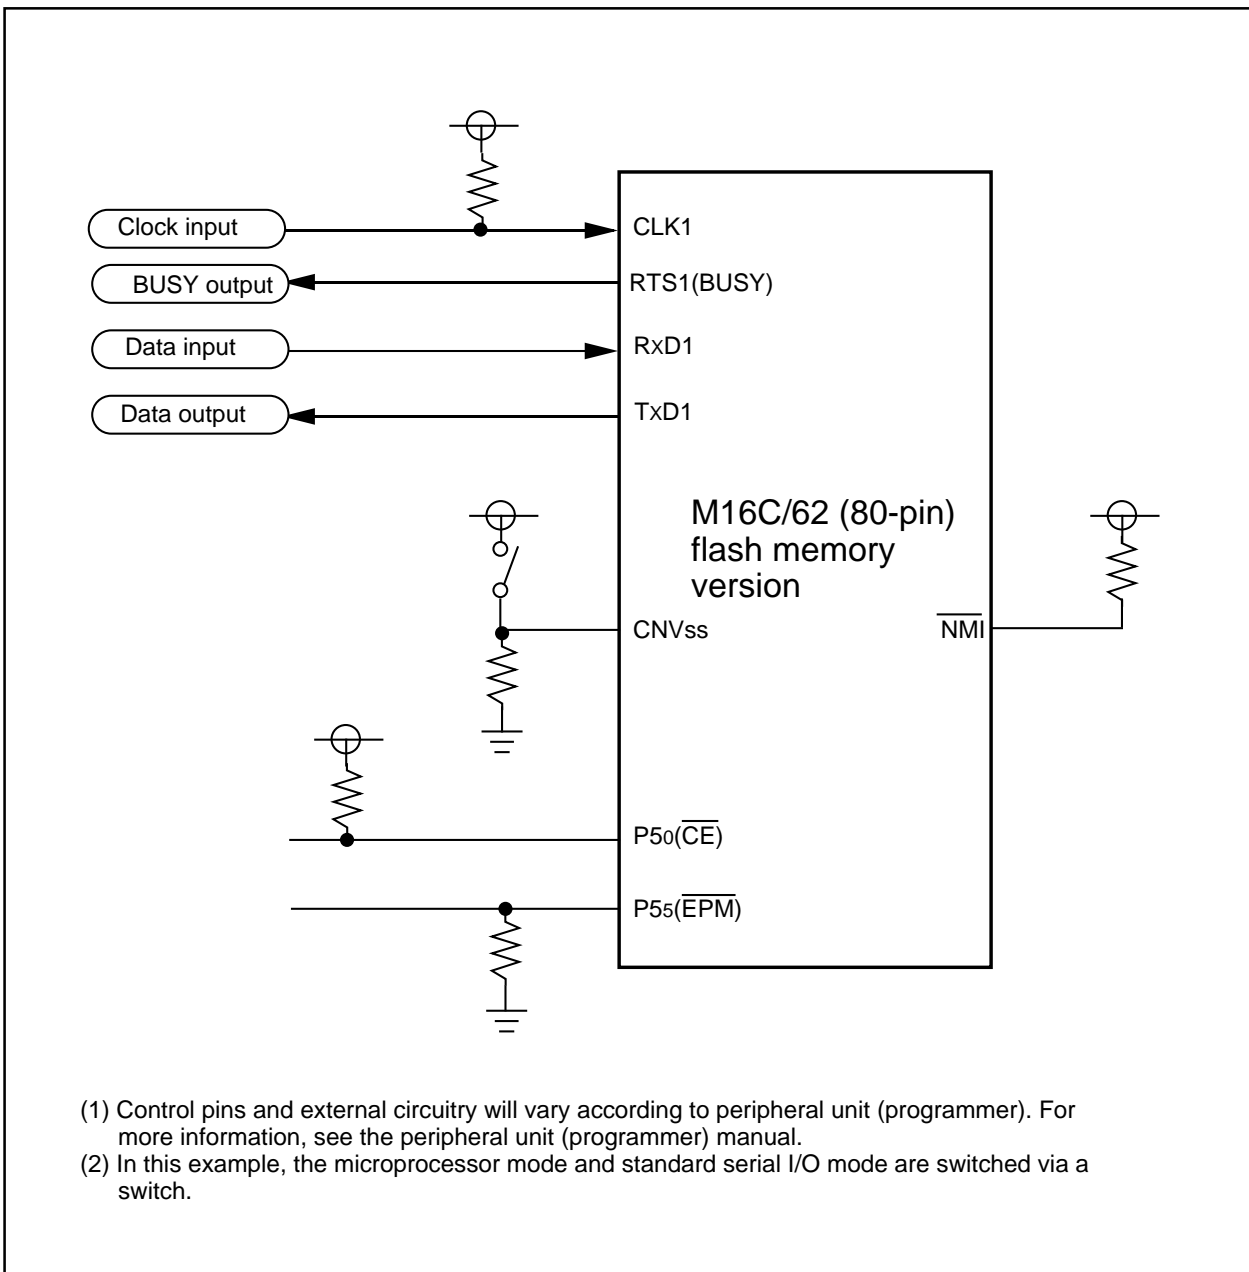 Clock input
CLK1
BUSY output
RTS1(BUSY)
Data input
RxD1
Data output
TxD1
M16C/62 (80-pin)
flash memory
version
CNVss
NMI
P50(CE)
P55(EPM)
(1) Control pins and external circuitry will vary according to peripheral unit (programmer). For
more information, see the peripheral unit (programmer) manual.
(2) In this example, the microprocessor mode and standard serial I/O mode are switched via a
switch.